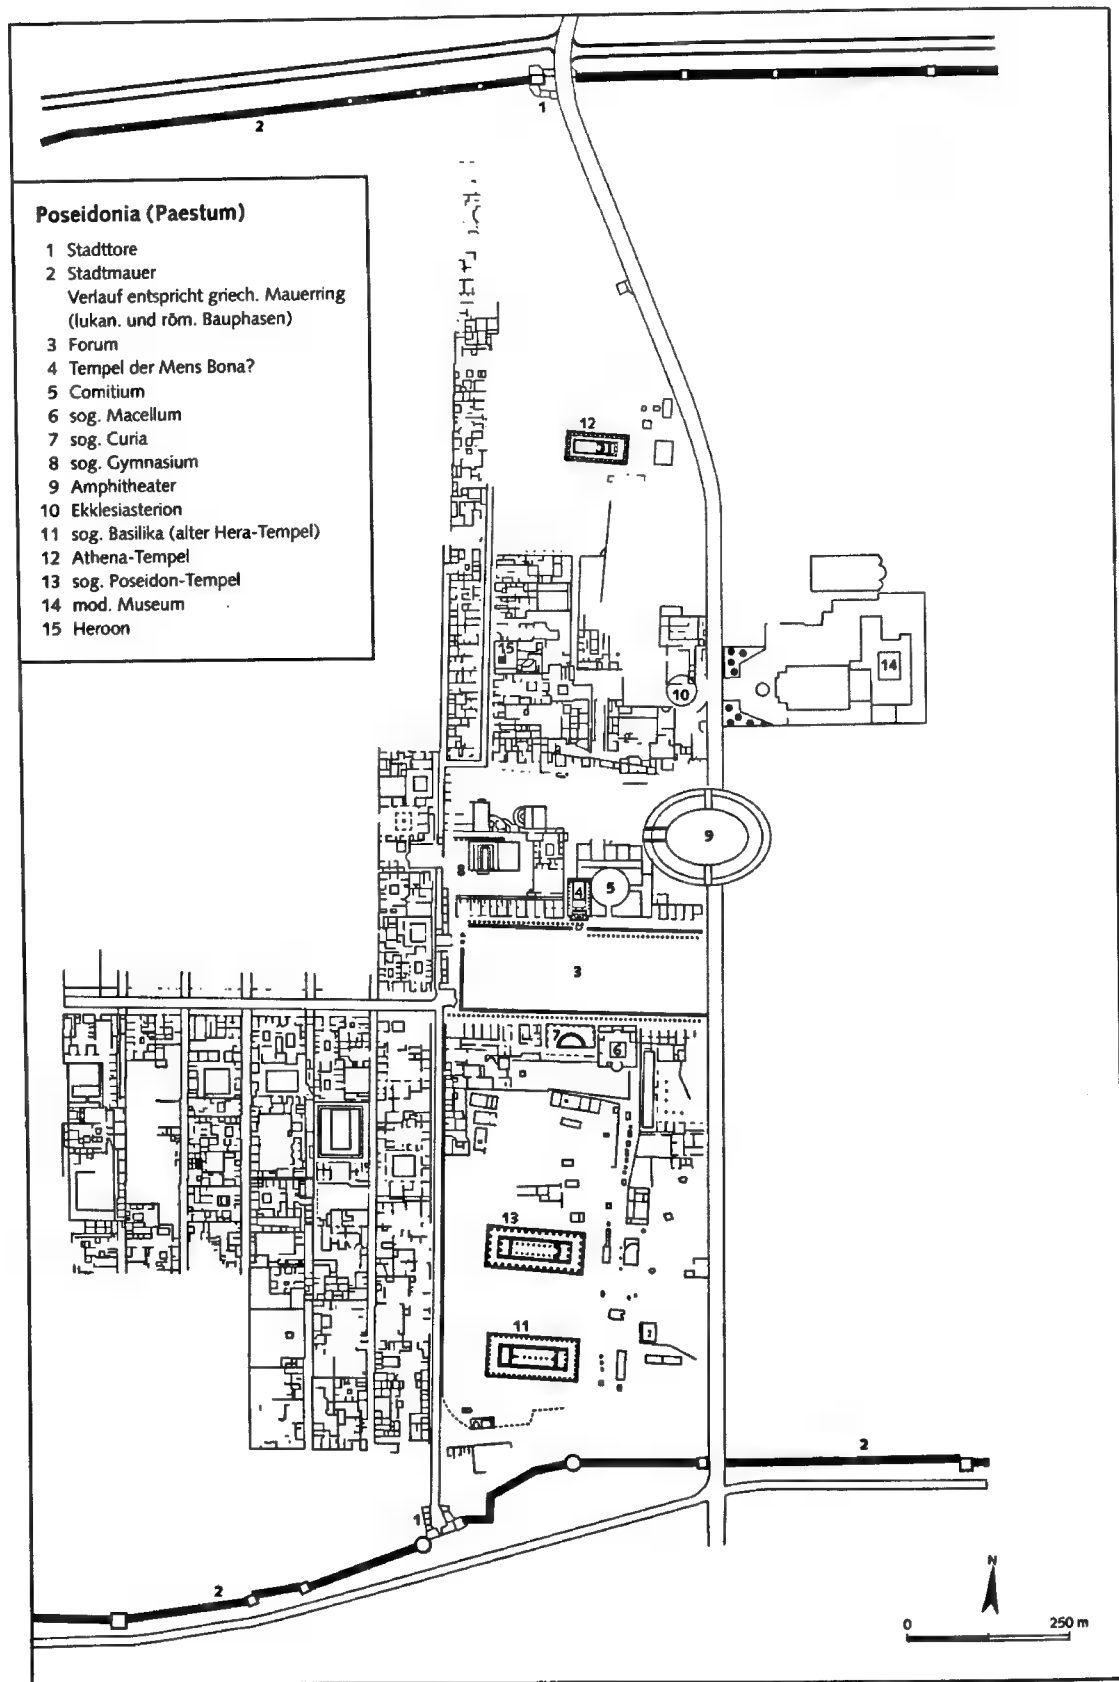 1
2
Poseidonia (Paestum)
1 Stadttore
2 Stadtmauer
Verlauf entspricht griech. Mauerring
(lukan. und röm. Bauphasen)
3 Forum
4 Tempel der Mens Bona?
5 Comitium
6 sog. Macellum
7 sog. Curia
8 sog. Gymnasium
9 Amphitheater
10 Ekklesiasterion
11 sog. Basilika (alter Hera-Tempel)
12 Athena-Tempel
13 sog. Poseidon-Tempel
14 mod. Museum
15 Heroon
12
15
14
10
9
8
4
5
3
7
6
13
11
2
1
2
N
0
250 m